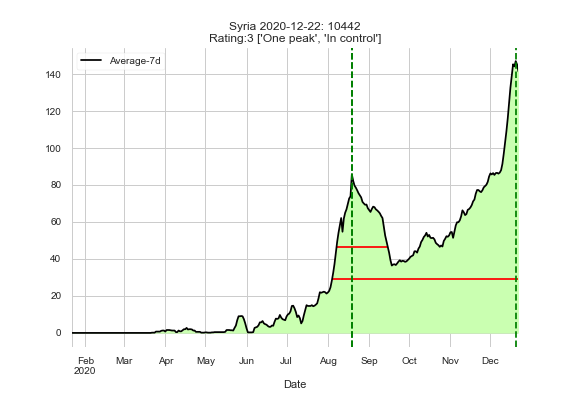 Syria 2020-12-22: 10442
Rating:3 ['One peak', 'In control']
Average-7d
140
120
100
80
60
40
20
0
Feb Mar Apr May Jun Jul Aug Sep Oct Nov Dec
2020
Date